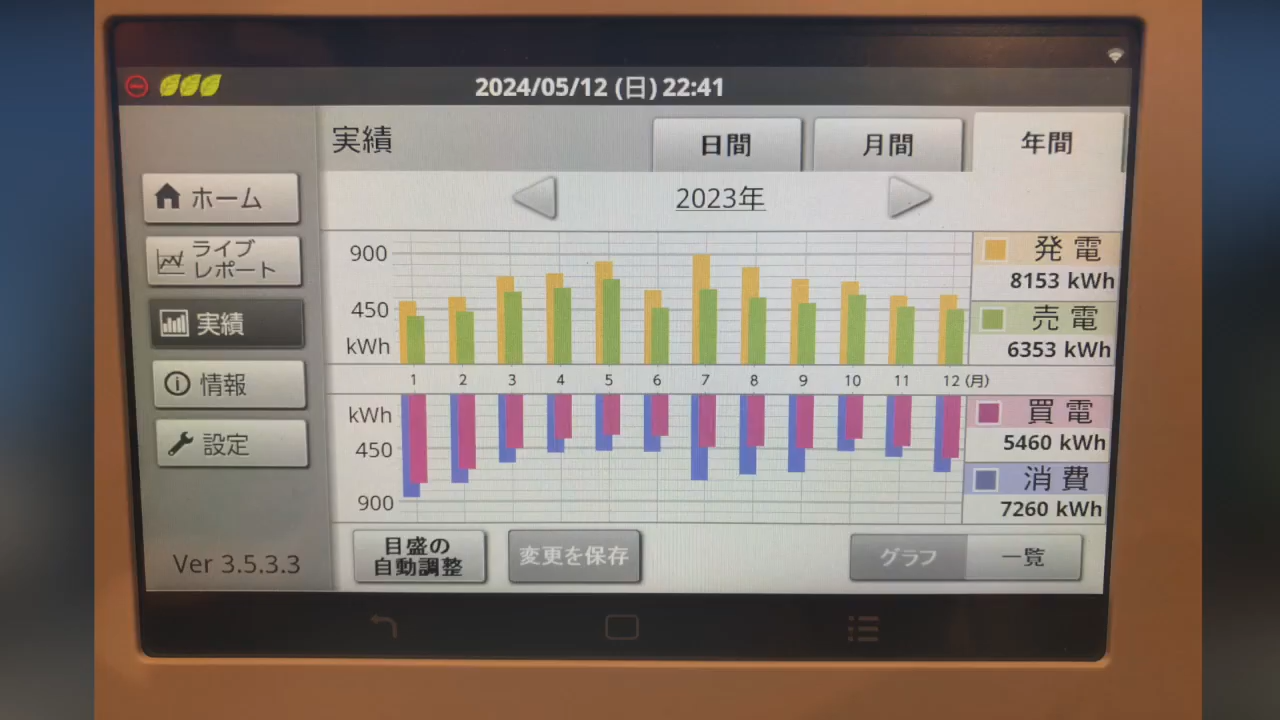 2024/05/12 (日) 22:41
実績
日間
月間
年間
ホーム
ライブ
レポート
実績
情報
設定
Ver 3.5.3.3
2023年
900
450
kWh
1 2 3 4 5 6 7 8 9 10 11 12 (月)
kWh
450
900
発電
8153 kWh
売電
6353 kWh
買電
5460 kWh
消費
7260 kWh
目盛の
自動調整
変更を保存
グラフ
一覧